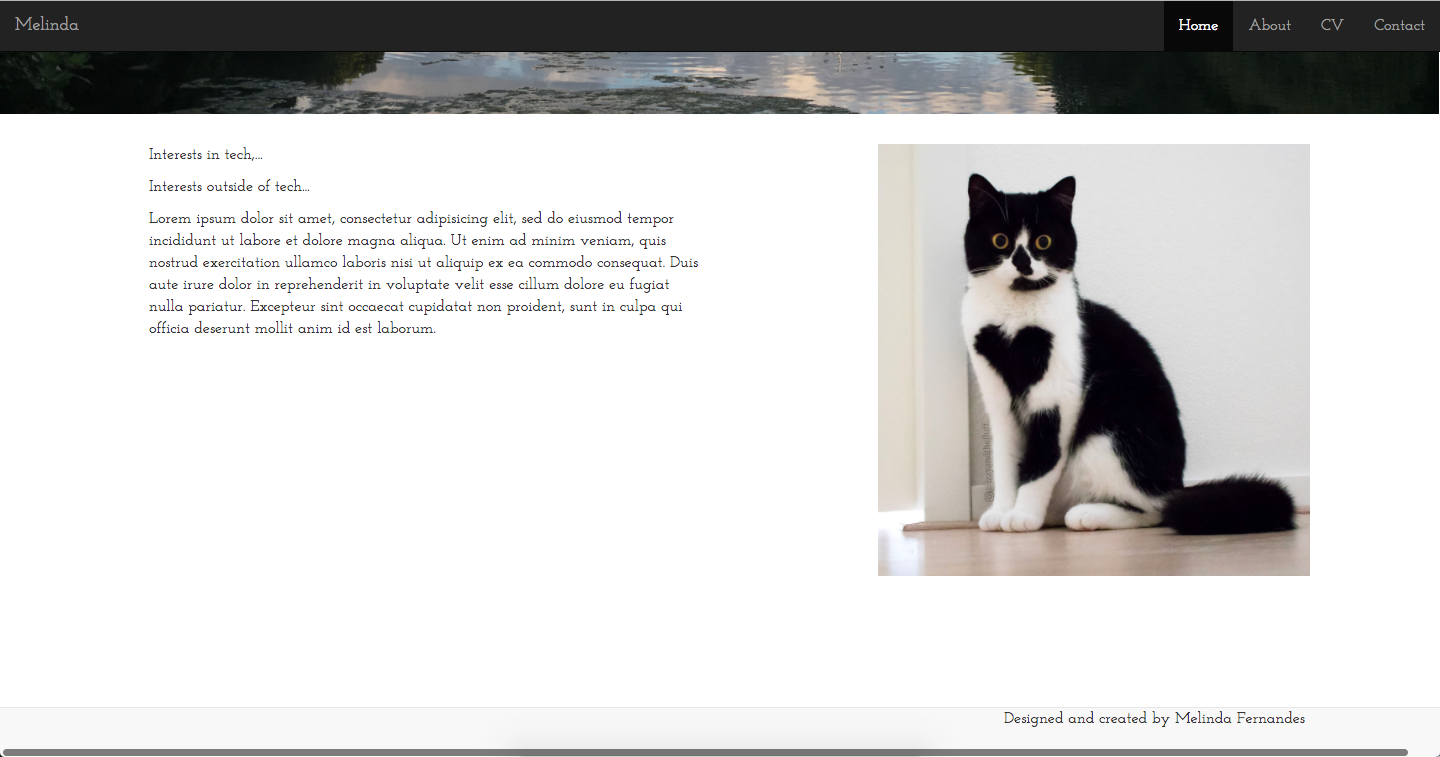 Melinda
Home
About
CV
Contact
Interests in tech,...
Interests outside of tech...
Lorem ipsum dolor sit amet, consectetur adipisicing elit, sed do eiusmod tempor
incididunt ut labore et dolore magna aliqua. Ut enim ad minim veniam, quis
nostrud exercitation ullamco laboris nisi ut aliquip ex ea commodo consequat. Duis
aute irure dolor in reprehenderit in voluptate velit esse cillum dolore eu fugiat
nulla pariatur. Excepteur sint occaecat cupidatat non proident, sunt in culpa qui
officia deserunt mollit anim id est laborum.
Designed and created by Melinda Fernandes